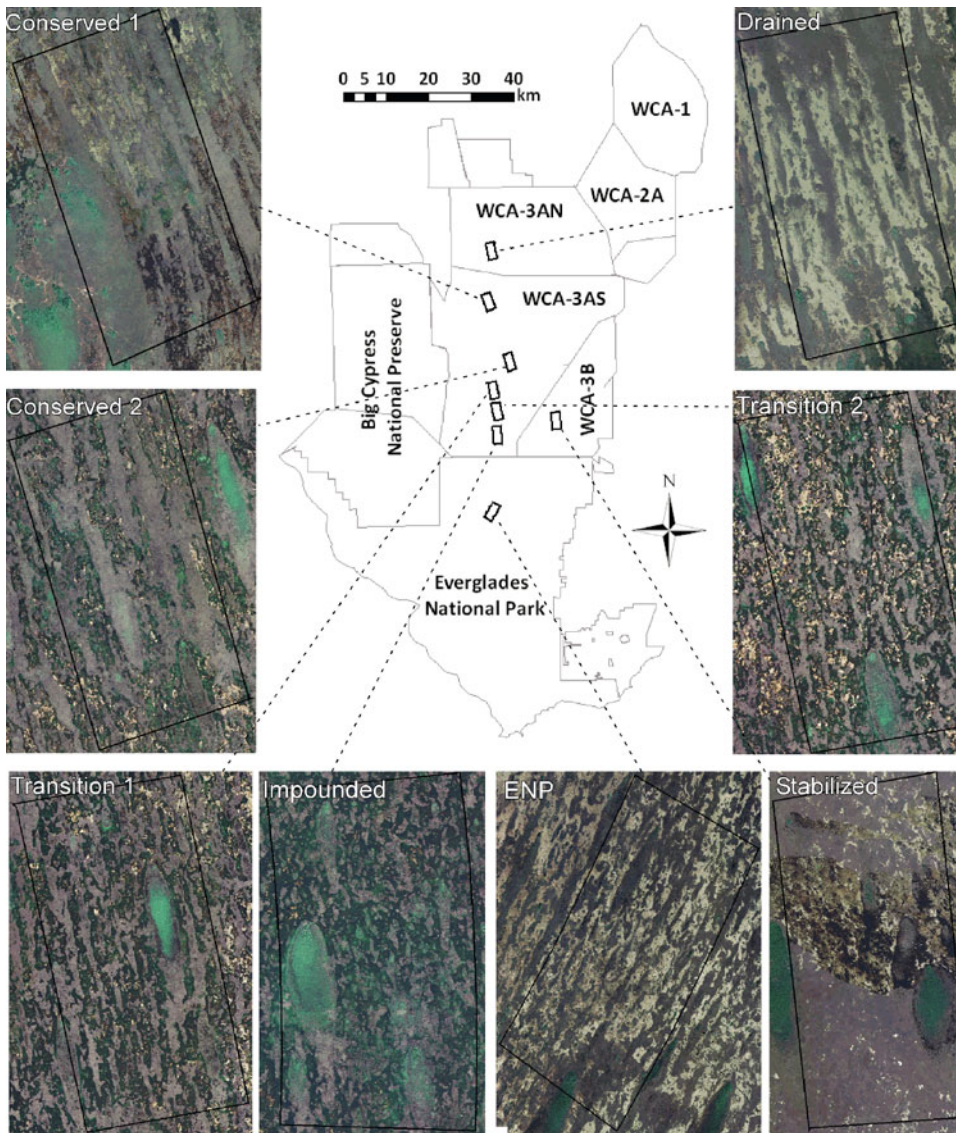 Conserved 1
Drained
0 5 10 20 30 40
km
WCA-1
WCA-2A
WCA-3AN
WCA-3AS
Big Cypress
National Preserve
WCA-3B
Conserved 2
Transition 2
N
Everglades
National Park
Transition 1
Impounded
ENP
Stabilized